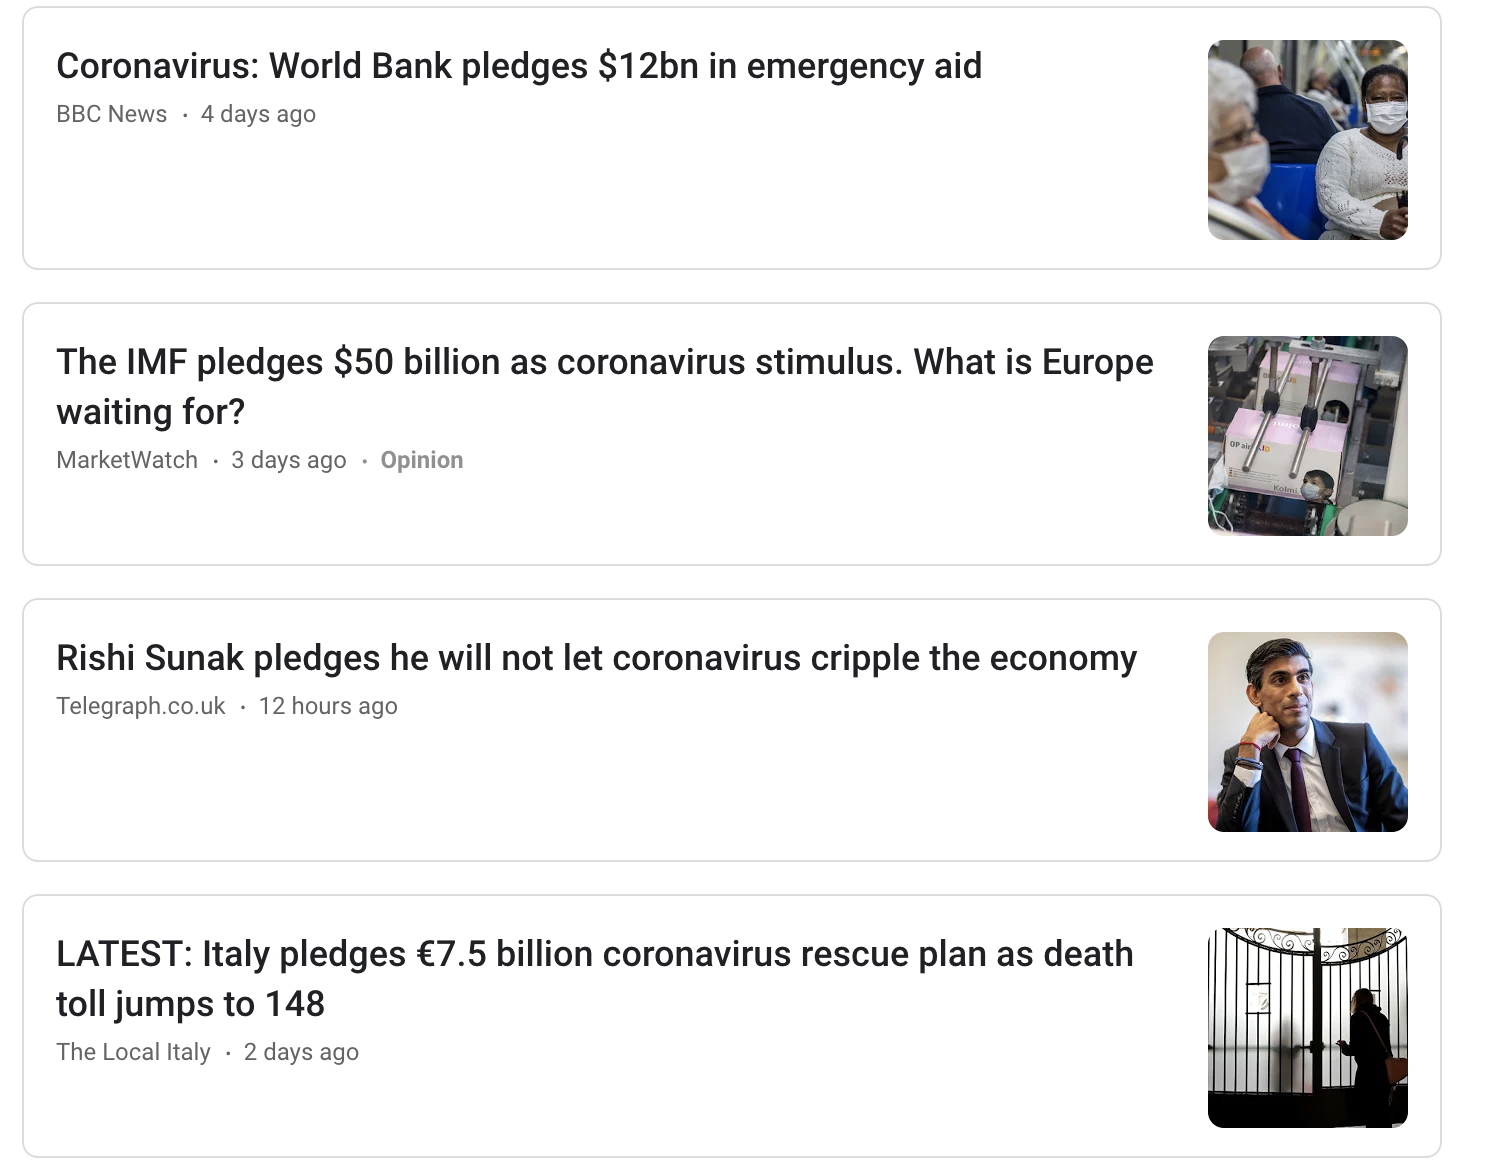 Coronavirus: World Bank pledges $12bn in emergency aid
BBC News · 4 days ago
The IMF pledges $50 billion as coronavirus stimulus. What is Europe
waiting for?
MarketWatch · 3 days ago · Opinion
OP air
Kolmi
Rishi Sunak pledges he will not let coronavirus cripple the economy
Telegraph.co.uk · 12 hours ago
LATEST: Italy pledges €7.5 billion coronavirus rescue plan as death
toll jumps to 148
The Local Italy · 2 days ago